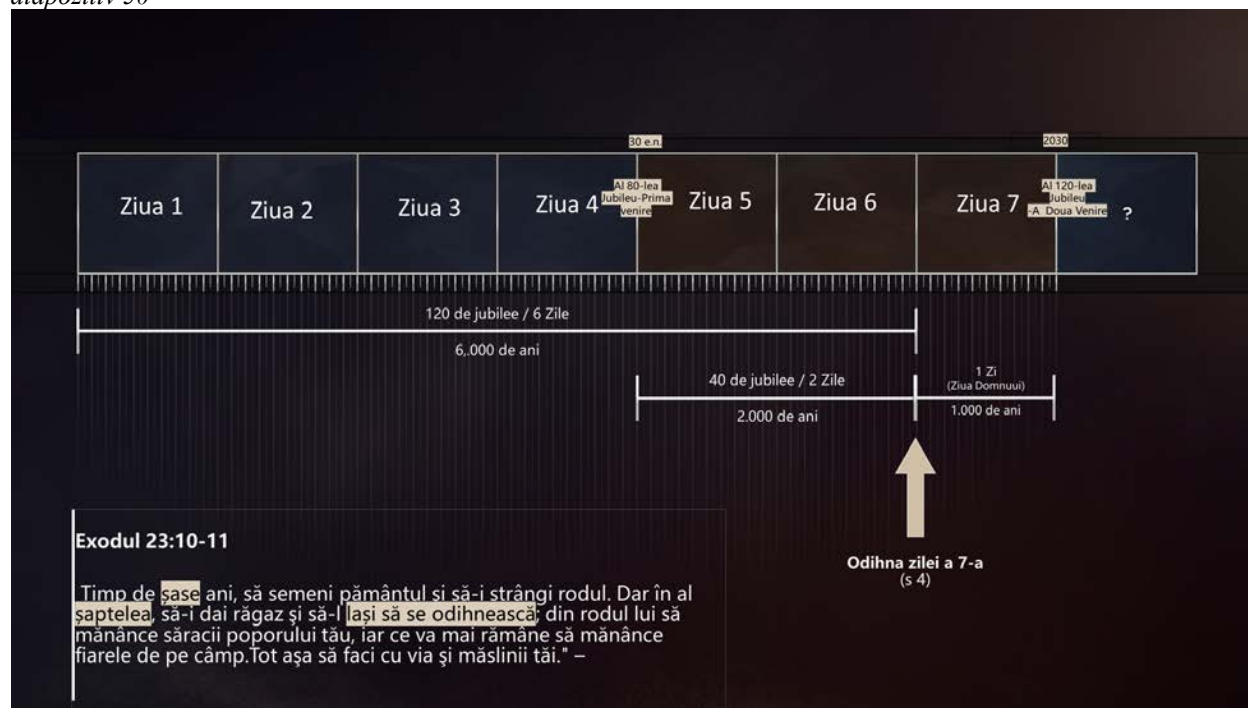 diapozitiv 50
30 e.n.
2030
Ziua 1
Ziua 2
Ziua 3
Ziua 4
Al 80-lea
Jubileu-Prima
venire
Ziua 5
Ziua 6
Ziua 7
Al 120-lea
Jubileu
-A Doua Venire
?
120 de jubilee / 6 Zile
6,.000 de ani
40 de jubilee / 2 Zile
2.000 de ani
1 Zi
(Ziua Domnuui)
1.000 de ani
Exodul 23:10-11
Timp de șase ani, să semeni pământul si să-i strângi rodul. Dar în al
șaptelea, să-i dai răgaz şi să-l lași să se odihnească; din rodul lui să
mănânce săracii poporului tău, iar ce va mai rămâne să mănânce
fiarele de pe câmp.Tot aşa să faci cu via şi măslinii tăi." –
Odihna zilei a 7-a
(s 4)